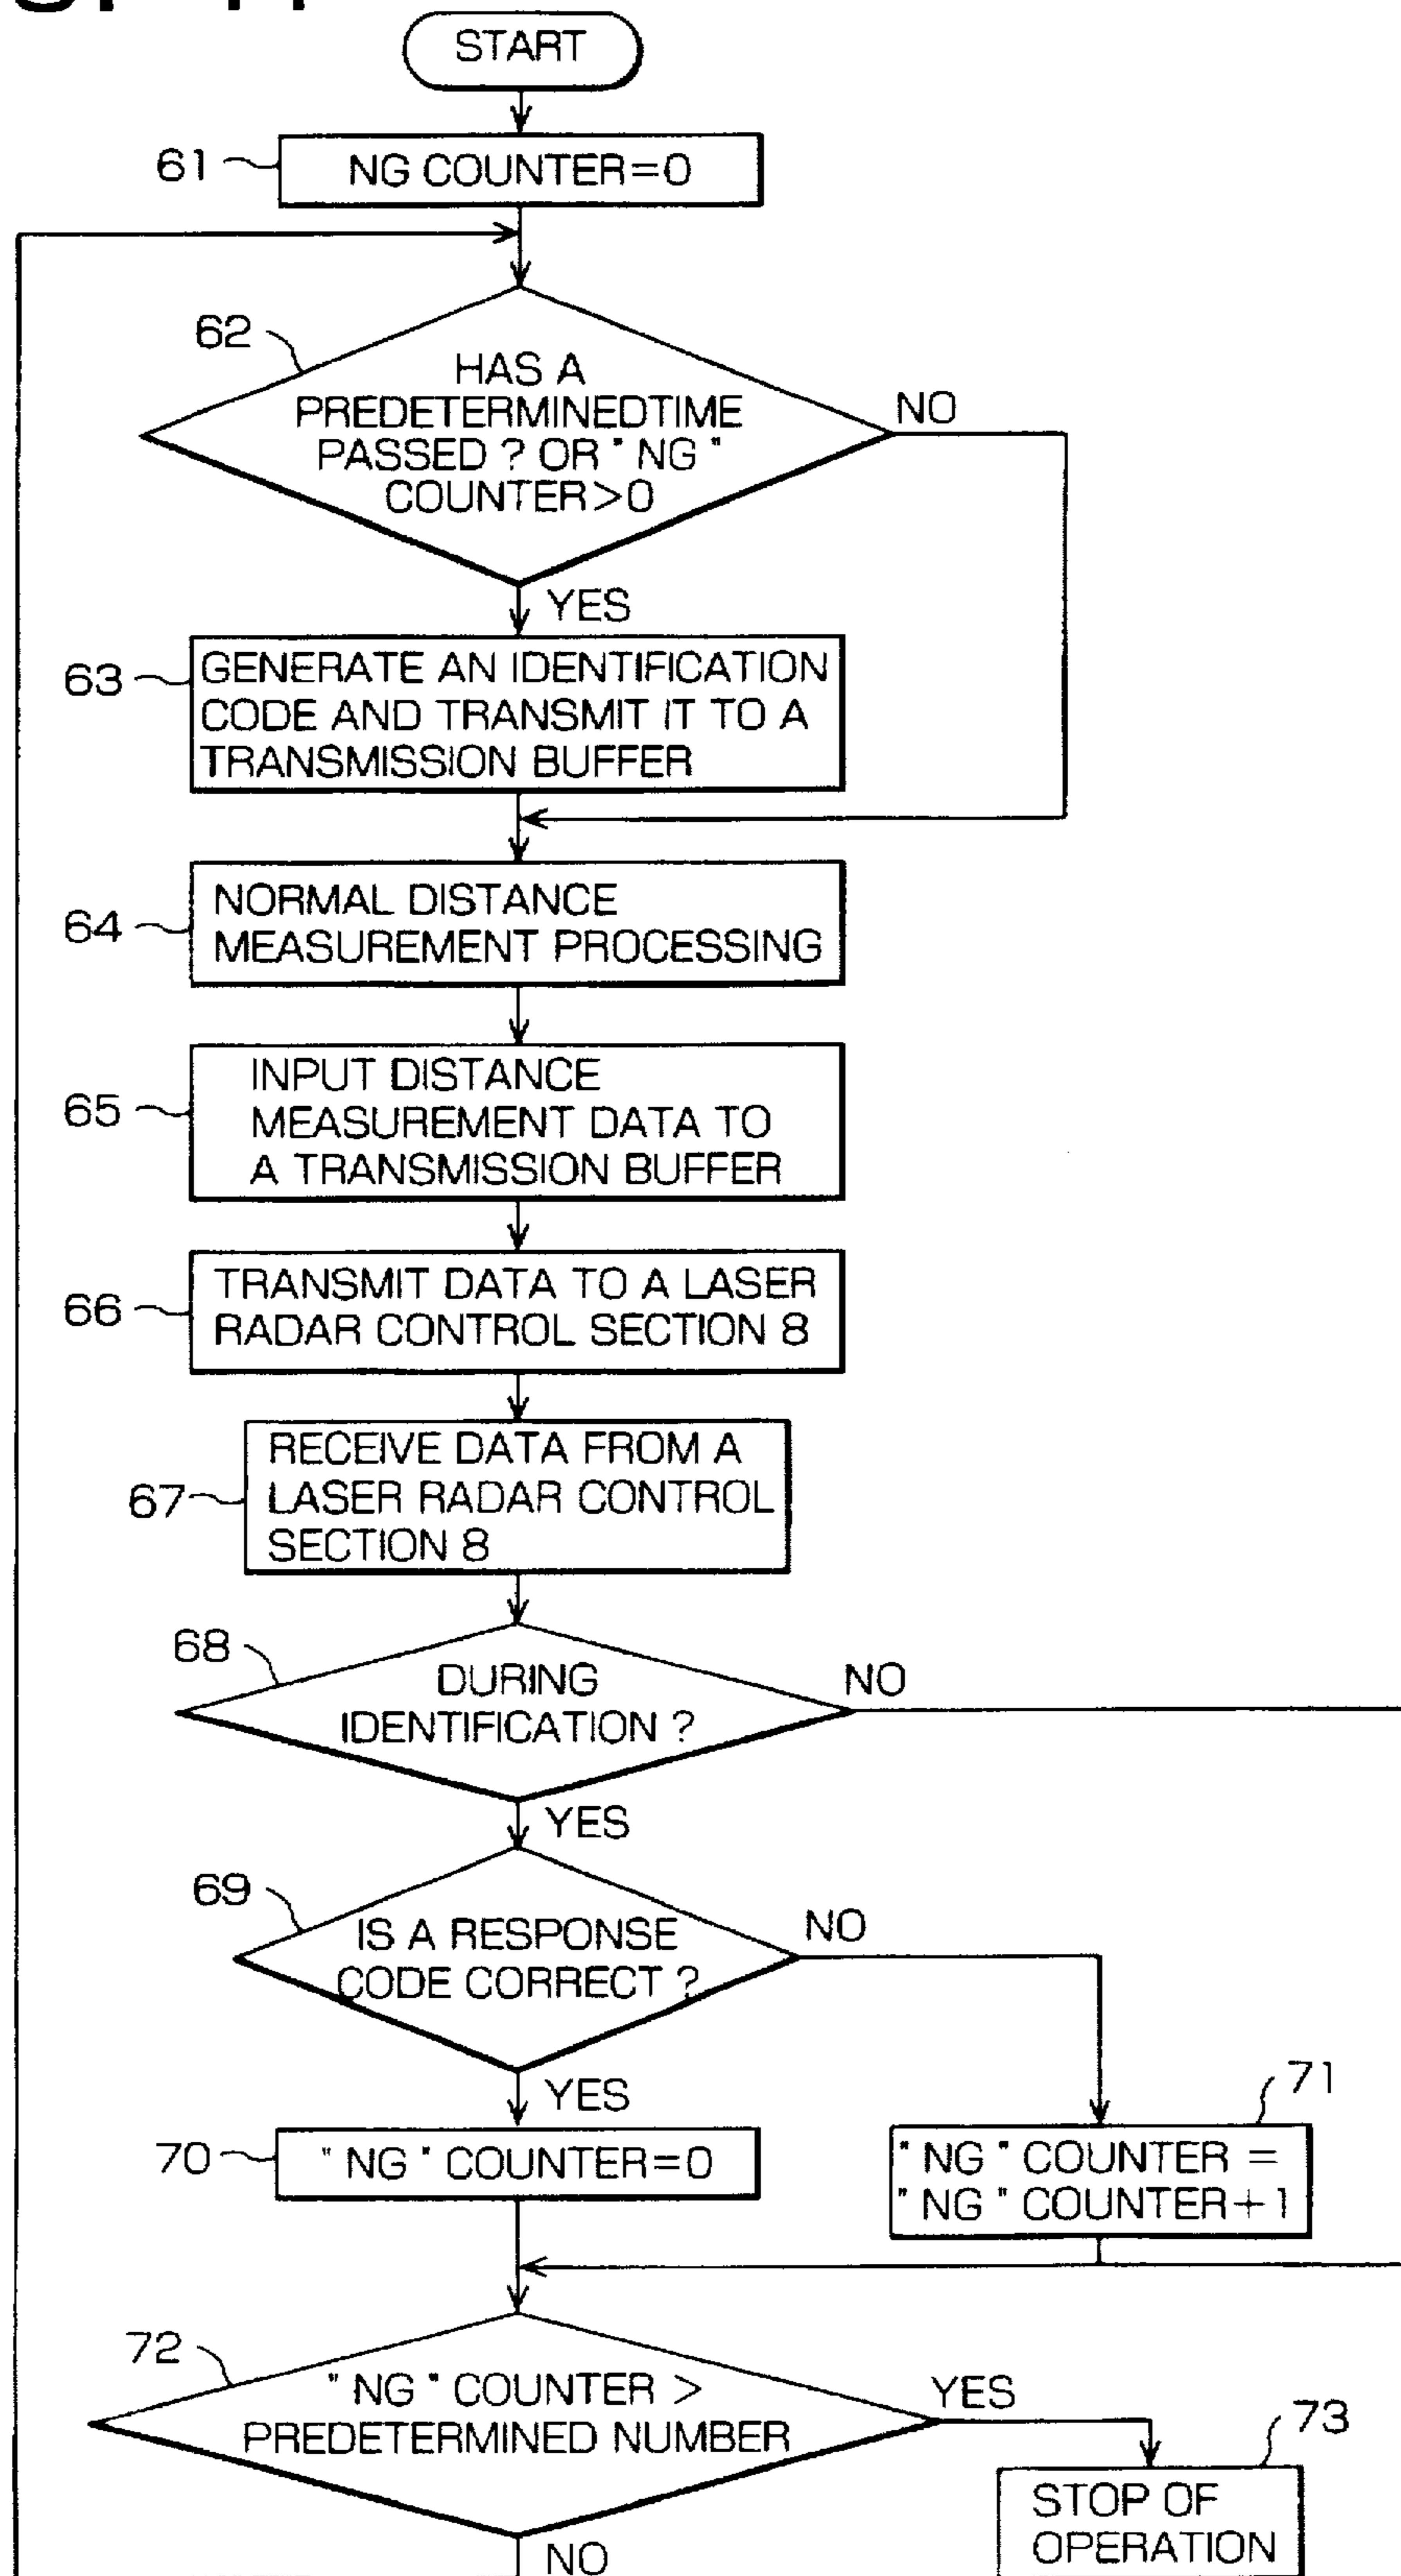 START
61
NG COUNTER=0
62
HAS A
PREDETERMINEDTIME
PASSED ? OR " NG "
COUNTER>0
NO
YES
63
GENERATE AN IDENTIFICATION
CODE AND TRANSMIT IT TO A
TRANSMISSION BUFFER
64
NORMAL DISTANCE
MEASUREMENT PROCESSING
65
INPUT DISTANCE
MEASUREMENT DATA TO
A TRANSMISSION BUFFER
66
TRANSMIT DATA TO A LASER
RADAR CONTROL SECTION 8
67
RECEIVE DATA FROM A
LASER RADAR CONTROL
SECTION 8
68
DURING
IDENTIFICATION ?
NO
YES
69
IS A RESPONSE
CODE CORRECT ?
NO
YES
70
" NG " COUNTER=0
71
" NG " COUNTER =
" NG " COUNTER+1
72
" NG " COUNTER >
PREDETERMINED NUMBER
YES
NO
73
STOP OF
OPERATION